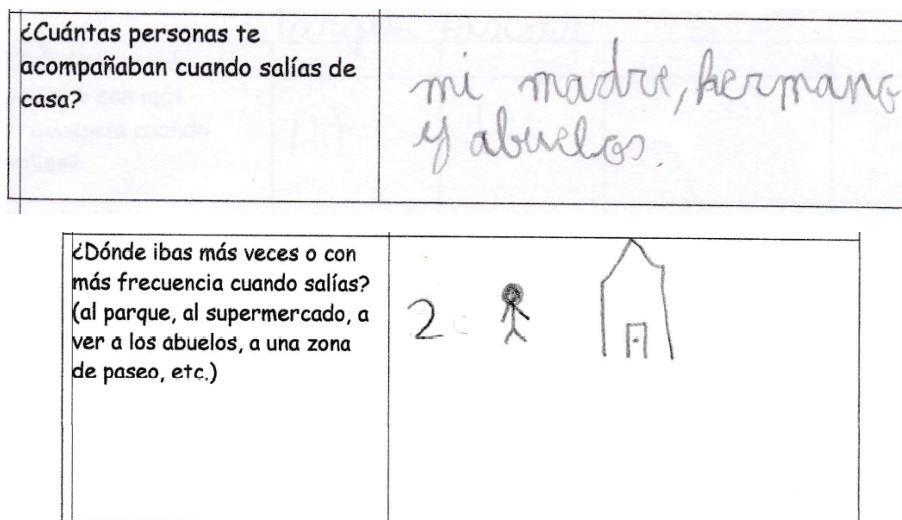 ¿Cuántas personas te
acompañaban cuando salías de
casa?
mi madre, hermano
y abuelos.
¿Dónde ibas más veces o con
más frecuencia cuando salías?
(al parque, al supermercado, a
ver a los abuelos, a una zona
de paseo, etc.)
2